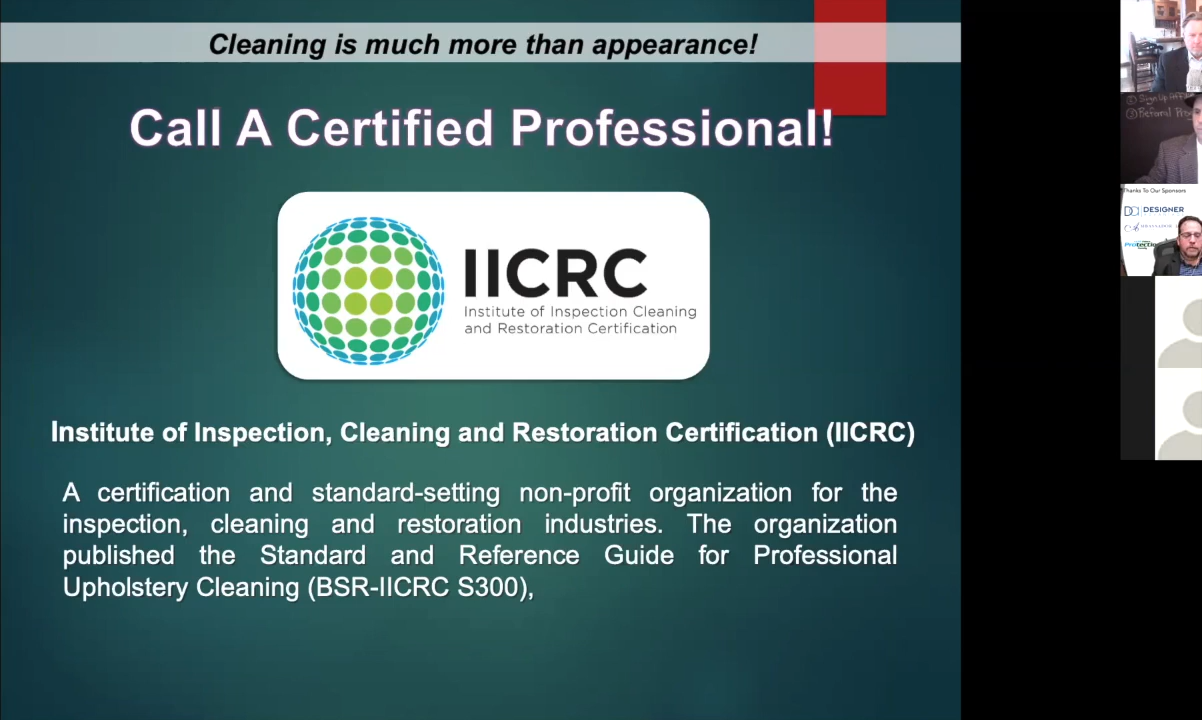 Cleaning is much more than appearance!
Call A Certified Professional!
IICRC
Institute of Inspection Cleaning
and Restoration Certification
Institute of Inspection, Cleaning and Restoration Certification (IICRC)
A certification and standard-setting non-profit organization for the
inspection, cleaning and restoration industries. The organization
published the Standard and Reference Guide for Professional
Upholstery Cleaning (BSR-IICRC S300),
Thanks To Our Sponsors
DESIGNER